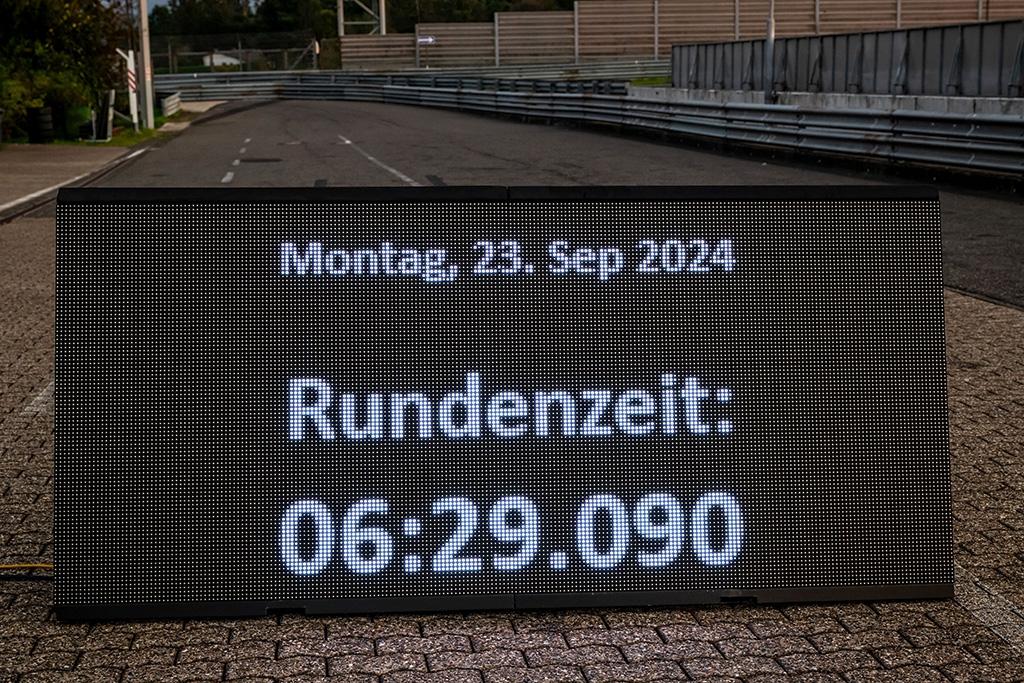 Montag, 23. Sep 2024
Rundenzeit:
06:29.090